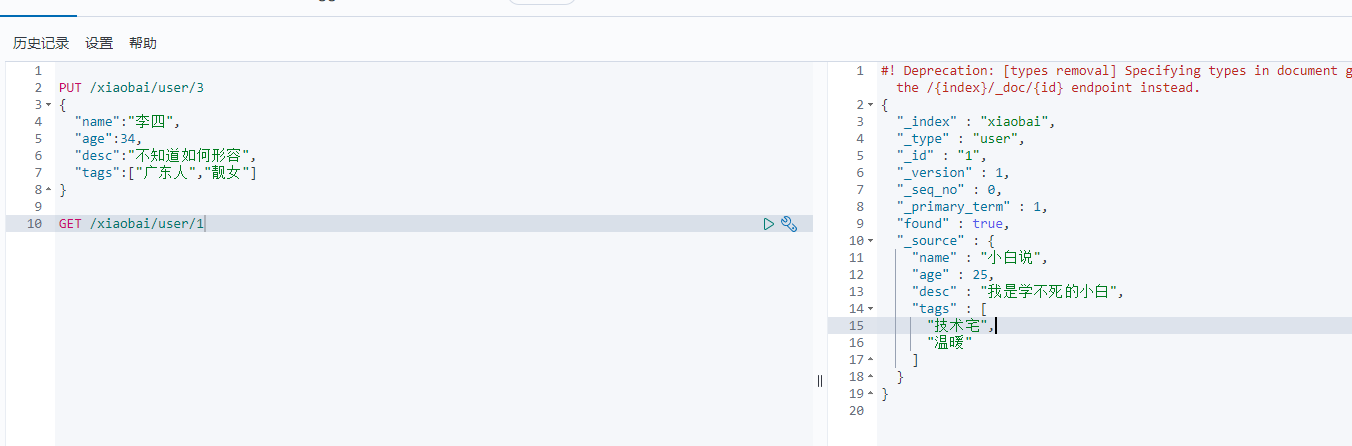 历史记录 设置 帮助
1
2 PUT /xiaobai/user/3
3 {
4 "name":"李四",
5 "age":34,
6 "desc":"不知道如何形容",
7 "tags":["广东人","靓女"]
8 }
9
10 GET /xiaobai/user/1
1 #! Deprecation: [types removal] Specifying types in document g
the /{index}/_doc/{id} endpoint instead.
2 {
3 "_index" : "xiaobai",
4 "_type" : "user",
5 "_id" : "1",
6 "_version" : 1,
7 "_seq_no" : 0,
8 "_primary_term" : 1,
9 "found" : true,
10 "_source" : {
11 "name" : "小白说",
12 "age" : 25,
13 "desc" : "我是学不死的小白",
14 "tags" : [
15 "技术宅",
16 "温暖"
17 ]
18 }
19 }
20